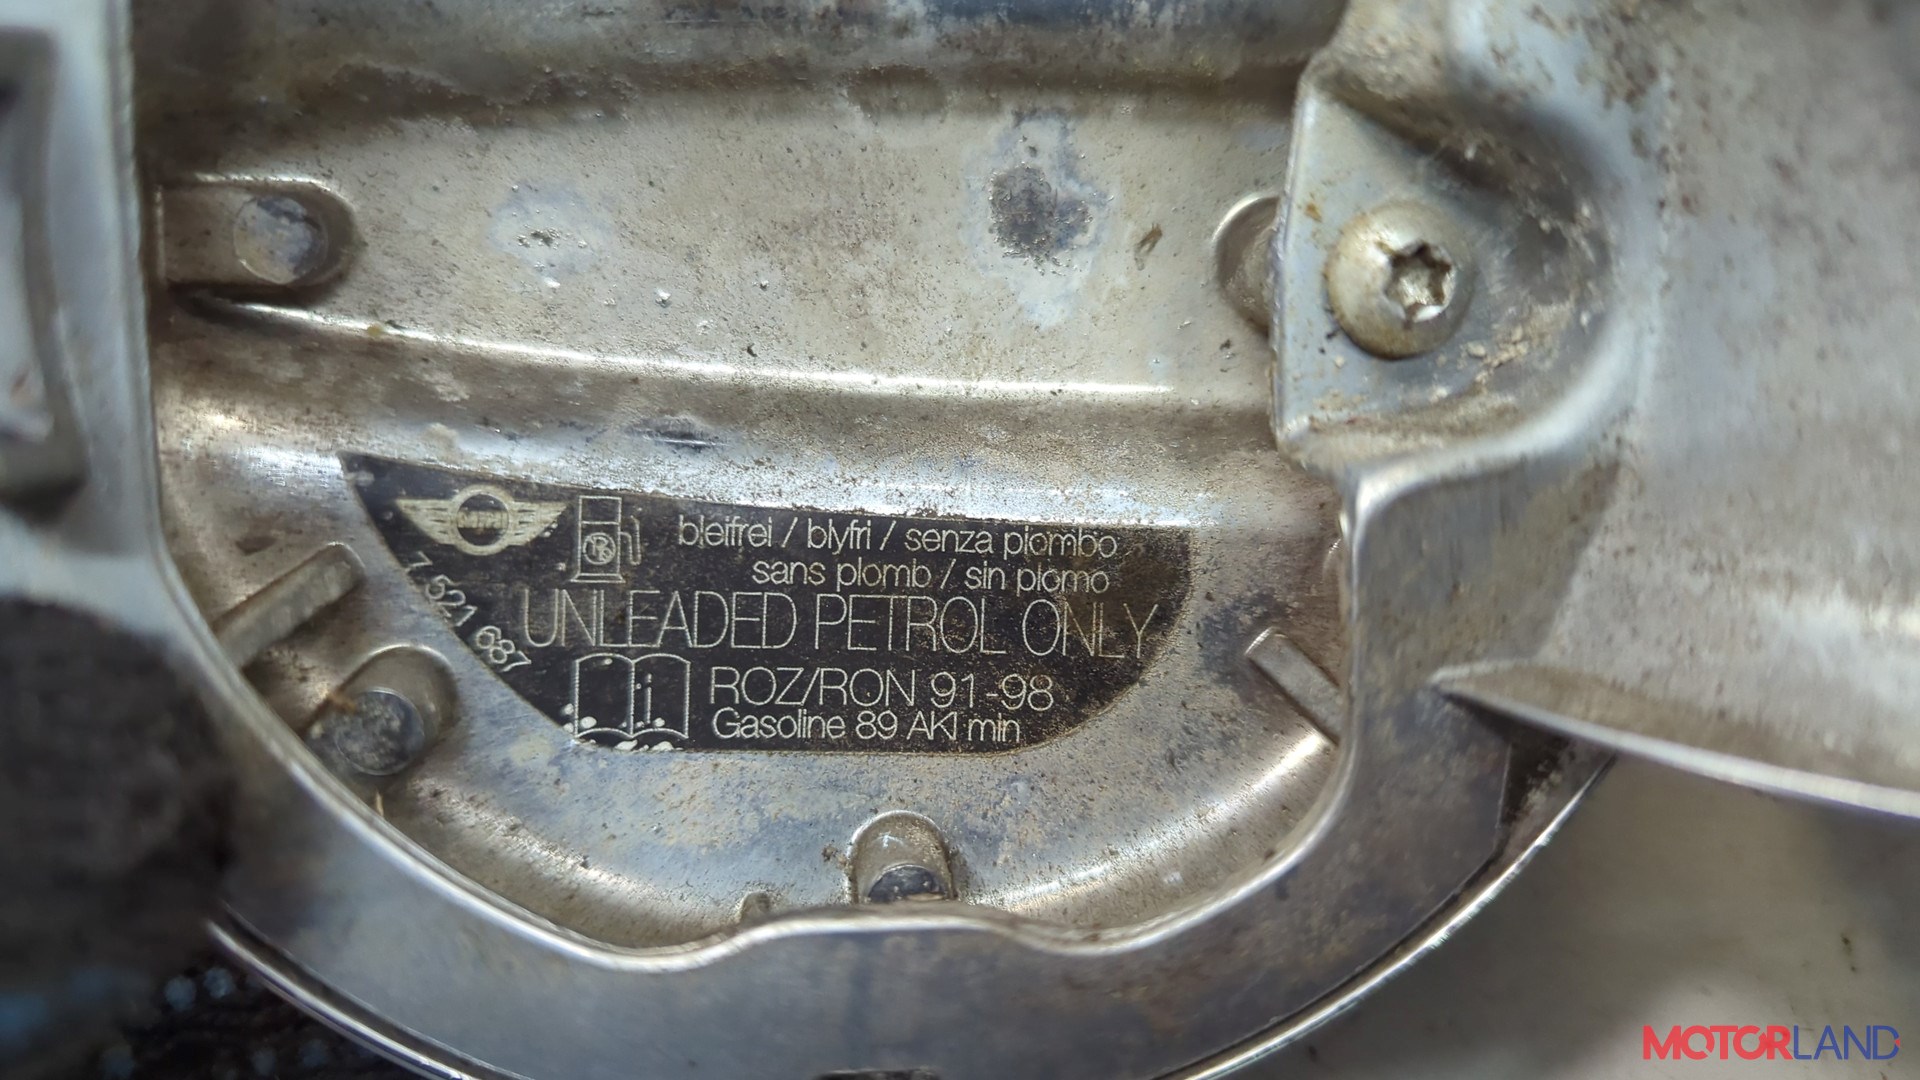 MINI
bleifrei / blyfri / senza piombo
sans plomb / sin plomo
UNLEADED PETROL ONLY
7 521 687
ROZ/RON 91-98
Gasoline 89 AKI min
MOTORLAND